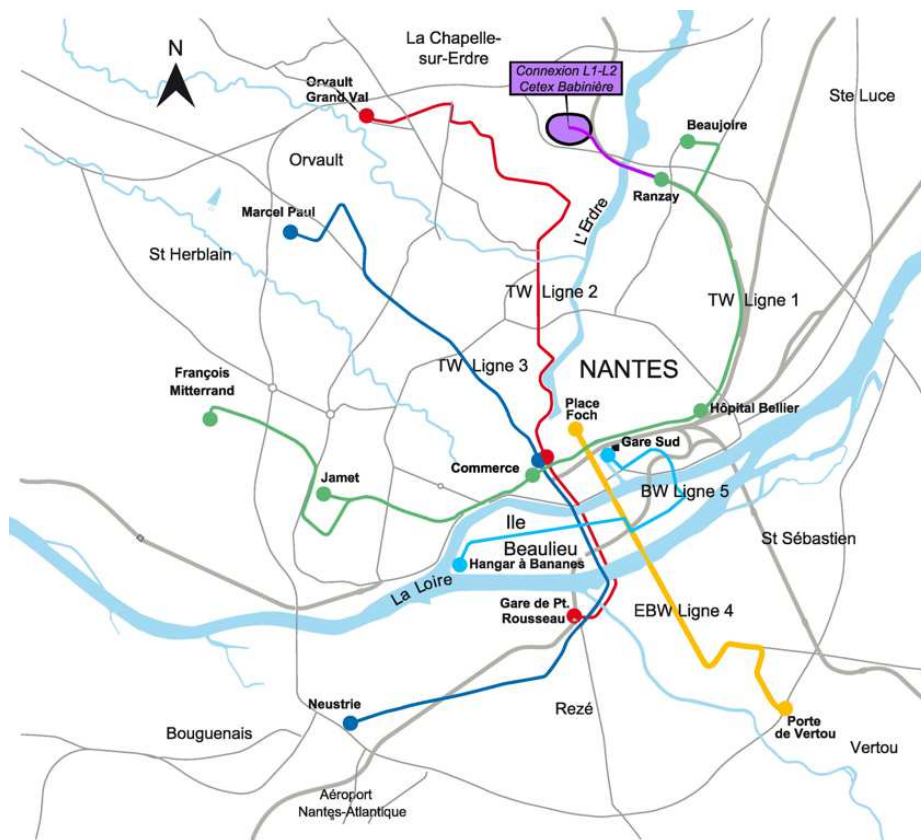 La Chapelle-
sur-Erdre
N
Connexion L1-L2
Cetex Babinière
Orvault
Grand Val
Ste Luce
Beaujoire
Orvault
Ranzay
L'Erdre
Marcel Paul
St Herblain
TW Ligne 2
TW Ligne 1
TW Ligne 3
NANTES
François
Mitterrand
Place
Foch
Hôpital Bellier
Gare Sud
Commerce
Jamet
BW Ligne 5
Ile
Beaulieu
St Sébastien
Hangar à Bananes
La Loire
Gare de Pt.
Rousseau
EBW Ligne 4
Neustrie
Rezé
Porte
de Vertou
Bouguenais
Vertou
Aéroport
Nantes-Atlantique